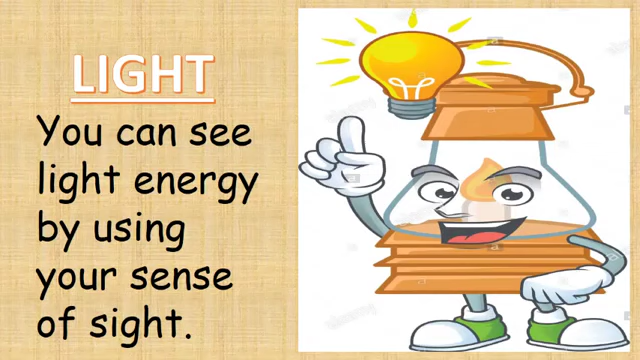 LIGHT
You can see
light energy
by using
your sense
of sight.